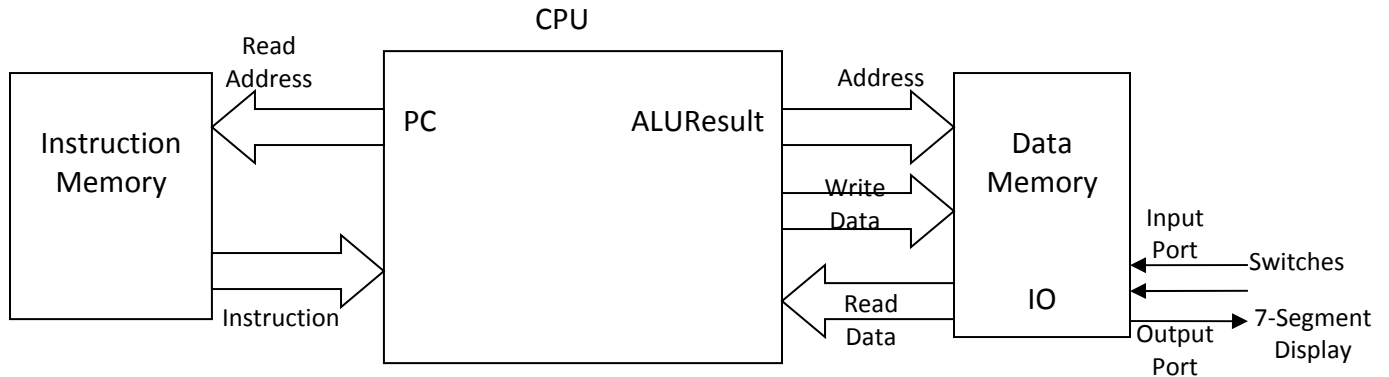 CPU
Read
Address
Instruction
Memory
Instruction
PC
ALUResult
Address
Write
Data
Read
Data
Data
Memory
IO
Input
Port
Switches
Output
Port
7-Segment
Display